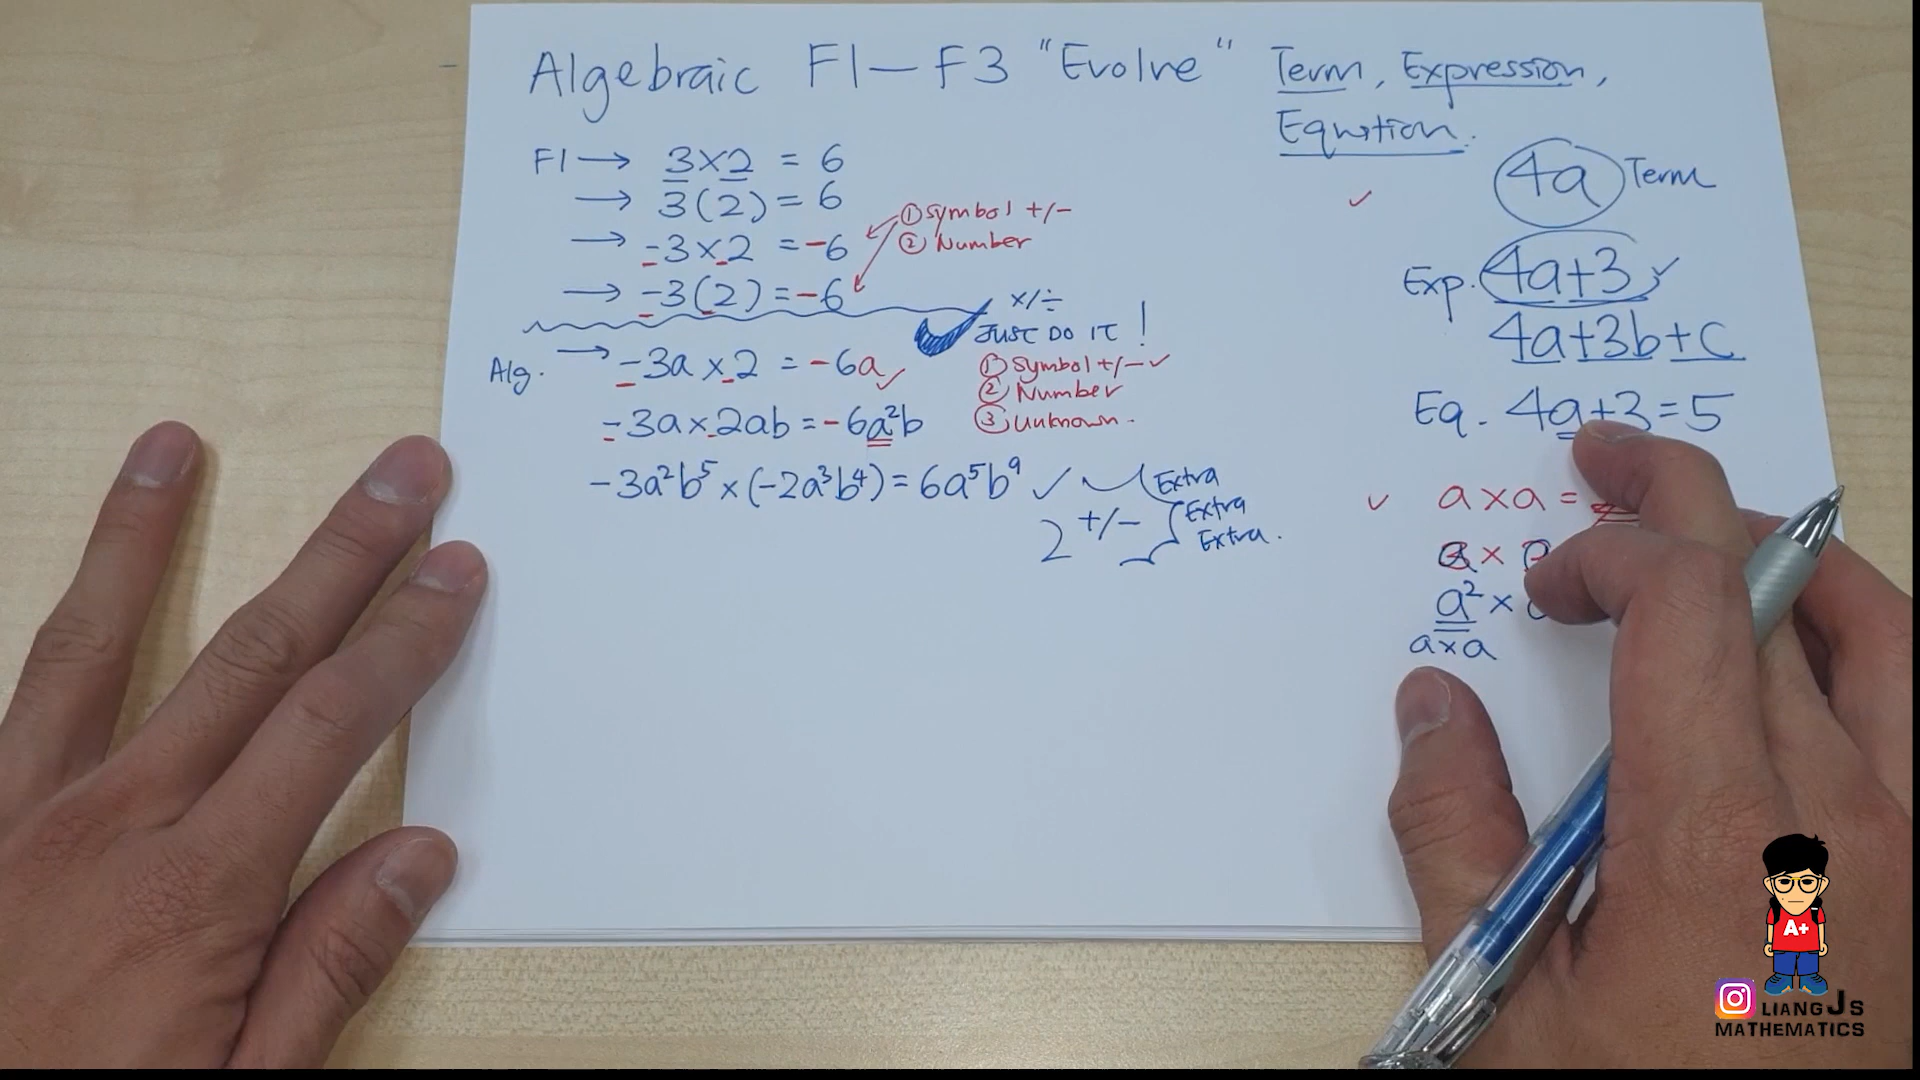 Algebraic F1 — F3 "Evolve" Term, Expression,
Equation.
F1 → 3 × 2 = 6
→ 3(2) = 6
→ -3 × 2 = -6
→ -3(2) = -6
① Symbol +/-
② Number
×/÷
JUST DO IT!
Alg. → -3a × 2 = -6a ✓
-3a × 2ab = -6a²b
-3a²b⁵ × (-2a³b⁴) = 6a⁵b⁹ ✓
① Symbol +/- ✓
② Number
③ Unknown.
2 +/-
Extra
Extra
Extra.
4a Term
✓
Exp. 4a+3 ✓
4a+3b+c
Eq. 4a+3=5
✓ a × a =
a ×
a² ×
a×a
A+
LIANGJS
MATHEMATICS